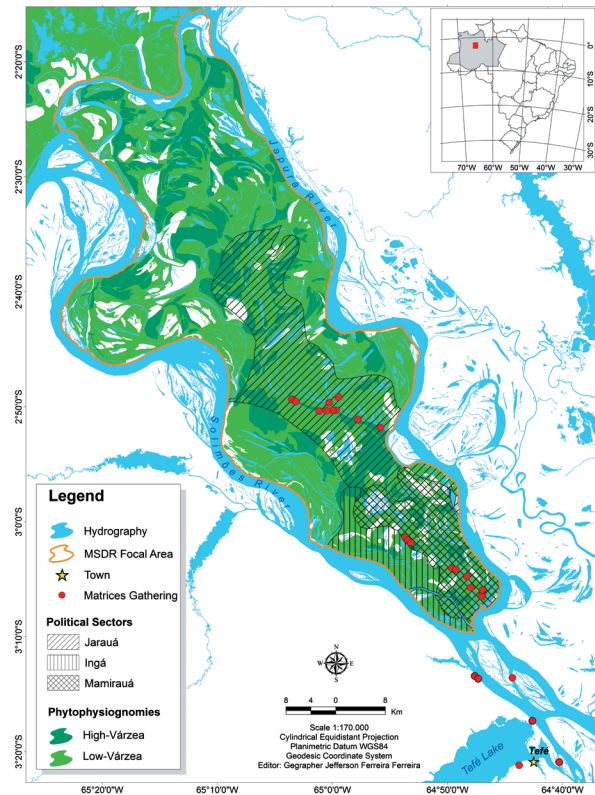 2°20'0"S
2°30'0"S
2°40'0"S
2°50'0"S
3°0'0"S
3°10'0"S
3°20'0"S
0°
10°S
20°S
30°S
70°W
60°W
50°W
40°W
30°W
Japurá River
Solimões River
Legend
Hydrography
MSDR Focal Area
Town
Matrices Gathering
Political Sectors
Jarauá
Ingá
Mamirauá
Phytophysiognomies
High-Várzea
Low-Várzea
N
W
E
S
8 4 0 8
Km
Scale 1:170.000
Cylindrical Equidistant Projection
Planimetric Datum WGS84
Geodesic Coordinate System
Editor: Gegrapher Jefferson Ferreira Ferreira
Tefé Lake
Tefé
65°20'0"W
65°10'0"W
65°0'0"W
64°50'0"W
64°40'0"W